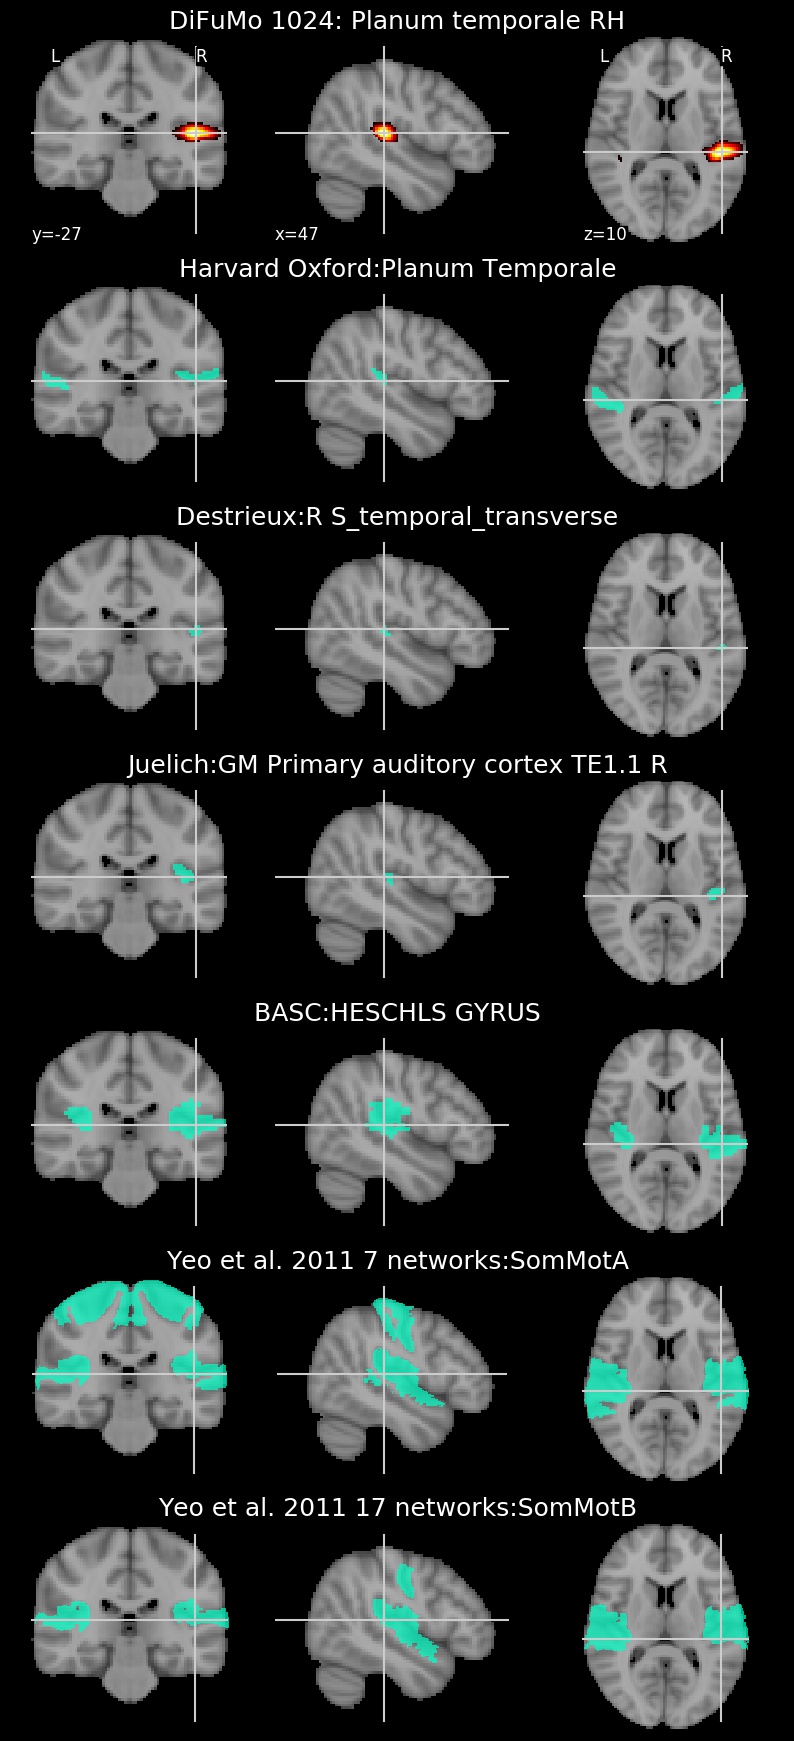 DiFuMo 1024: Planum temporale RH
L R L R
y=-27 x=47 z=10
Harvard Oxford:Planum Temporale
Destrieux:R S_temporal_transverse
Juelich:GM Primary auditory cortex TE1.1 R
BASC:HESCHLS GYRUS
Yeo et al. 2011 7 networks:SomMotA
Yeo et al. 2011 17 networks:SomMotB